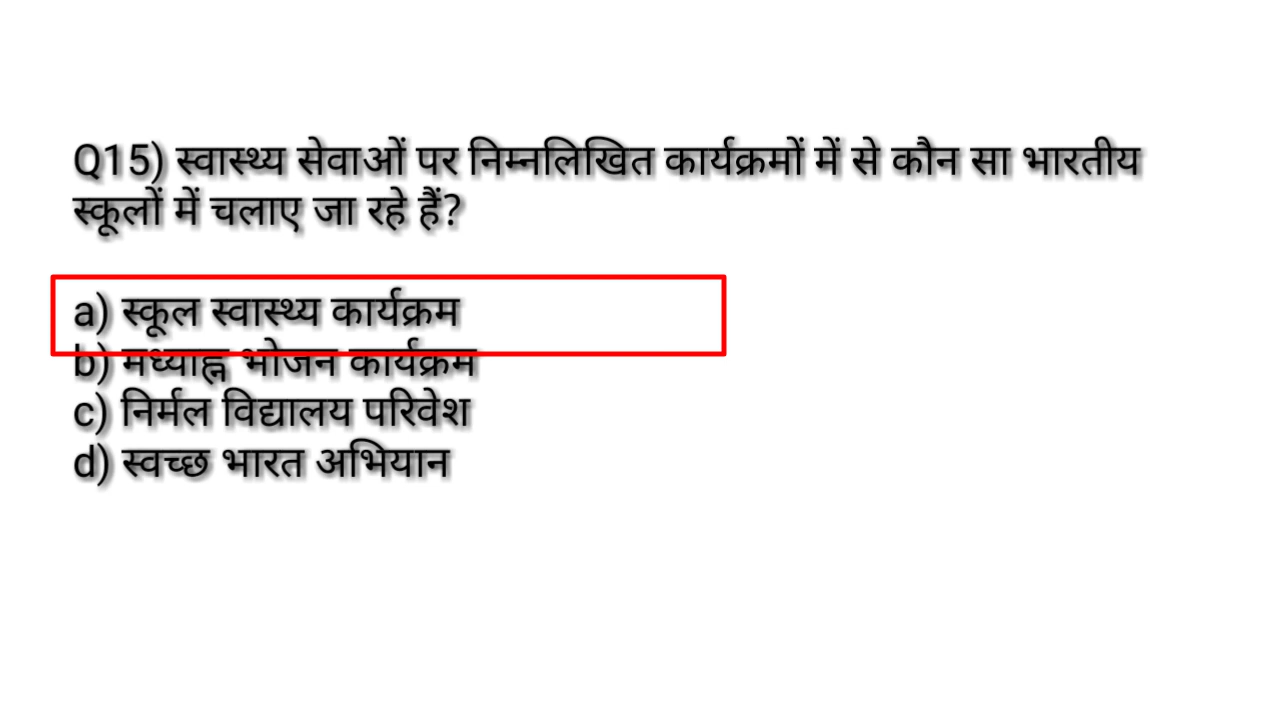 Q15) स्वास्थ्य सेवाओं पर निम्नलिखित कार्यक्रमों में से कौन सा भारतीय
स्कूलों में चलाए जा रहे हैं?
a) स्कूल स्वास्थ्य कार्यक्रम
b) मध्याह्न भोजन कार्यक्रम
c) निर्मल विद्यालय परिवेश
d) स्वच्छ भारत अभियान